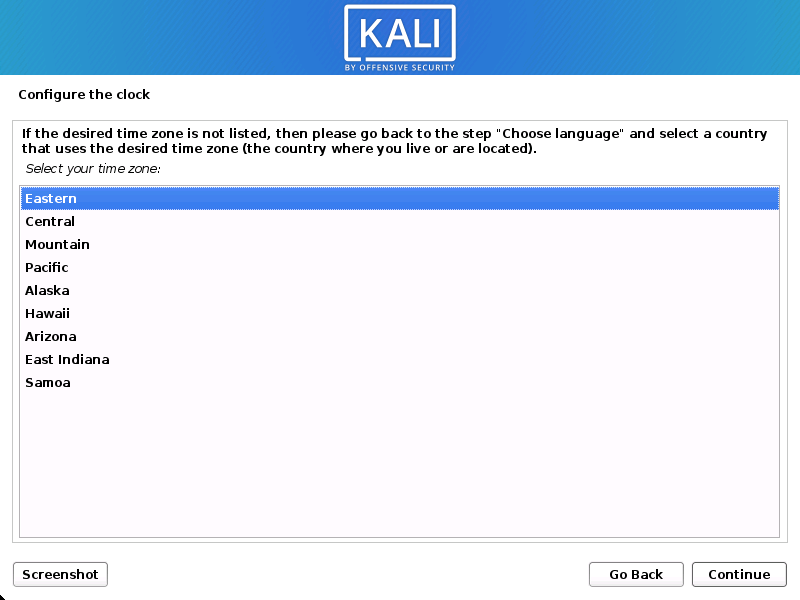 KALI
BY OFFENSIVE SECURITY
Configure the clock
If the desired time zone is not listed, then please go back to the step "Choose language" and select a country
that uses the desired time zone (the country where you live or are located).
Select your time zone:
Eastern
Central
Mountain
Pacific
Alaska
Hawaii
Arizona
East Indiana
Samoa
Screenshot
Go Back
Continue